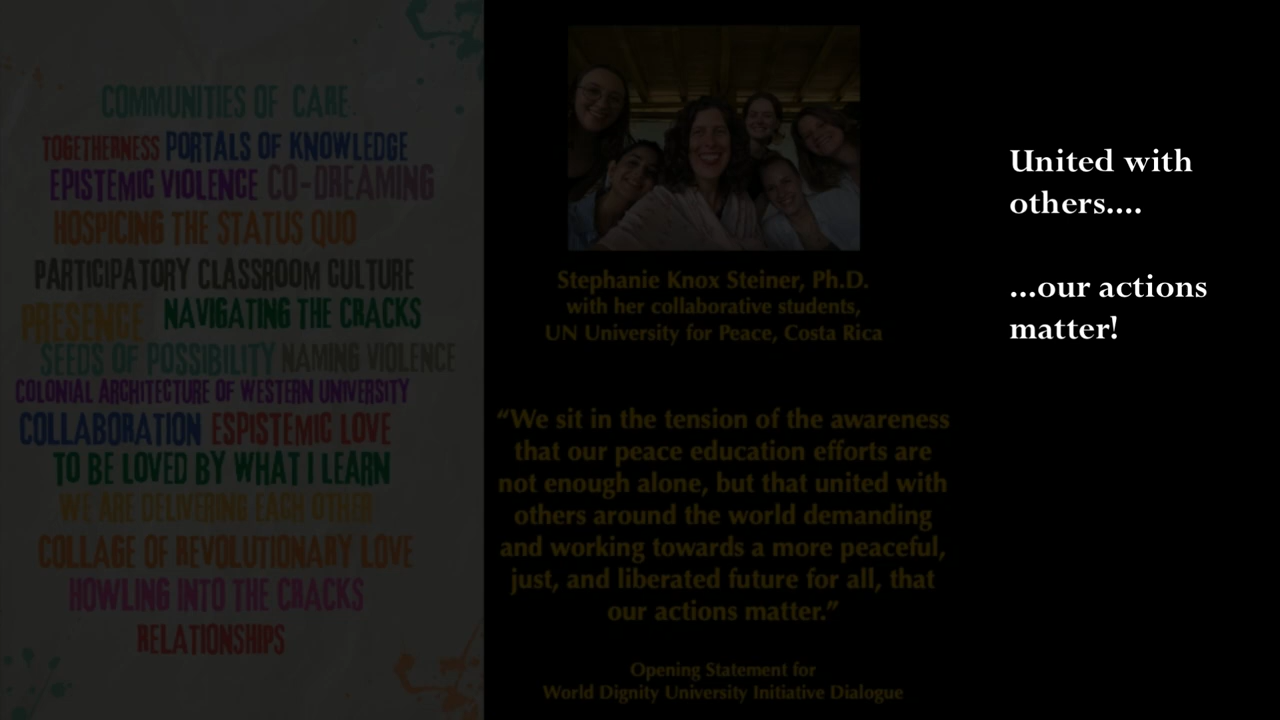 COMMUNITIES OF CARE.
TOGETHERNESS PORTALS OF KNOWLEDGE
EPISTEMIC VIOLENCE CO-DREAMING
HOSPICING THE STATUS QUO
PARTICIPATORY CLASSROOM CULTURE
PRESENCE NAVIGATING THE CRACKS
SEEDS OF POSSIBILITY NAMING VIOLENCE
COLONIAL ARCHITECTURE OF WESTERN UNIVERSITY
COLLABORATION ESPISTEMIC LOVE
TO BE LOVED BY WHAT I LEARN
WE ARE DELIVERING EACH OTHER
COLLAGE OF REVOLUTIONARY LOVE
HOWLING INTO THE CRACKS
RELATIONSHIPS
Stephanie Knox Steiner, Ph.D.
with her collaborative students,
UN University for Peace, Costa Rica
“We sit in the tension of the awareness
that our peace education efforts are
not enough alone, but that united with
others around the world demanding
and working towards a more peaceful,
just, and liberated future for all, that
our actions matter.”
Opening Statement for
World Dignity University Initiative Dialogue
United with
others....
...our actions
matter!